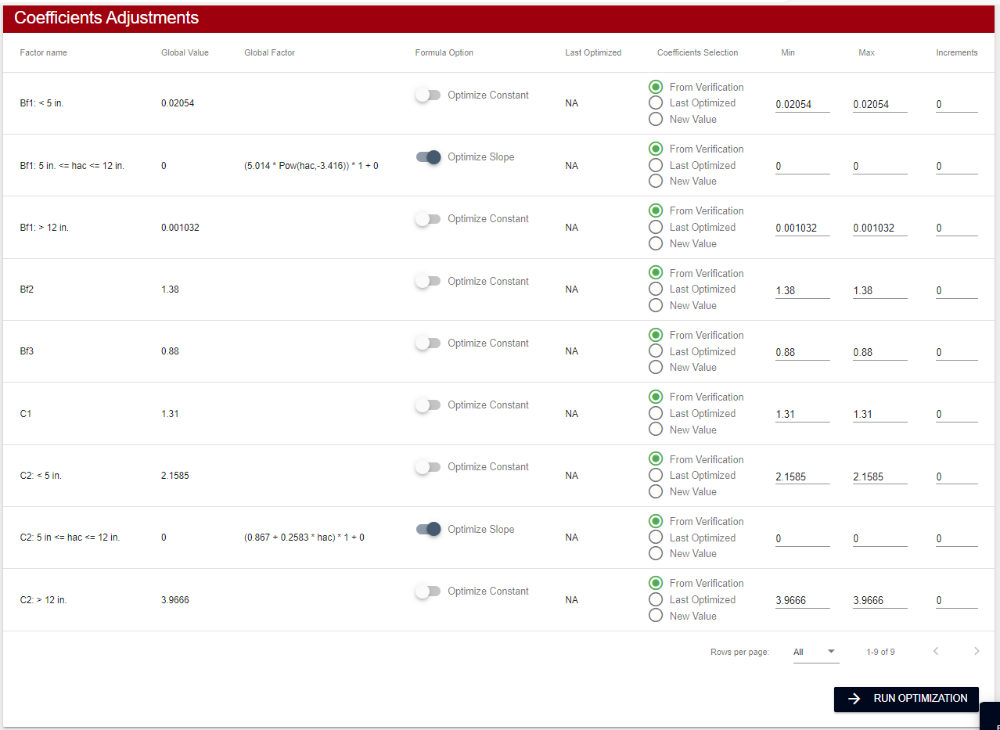 Coefficients Adjustments
Factor name Global Value Global Factor Formula Option Last Optimized Coefficients Selection Min Max Increments
From Verification
Optimize Constant
Bf1: < 5 in. 0.02054 NA Last Optimized 0.02054 0.02054 0
New Value
From Verification
Optimize Slope
Bf1: 5 in. <= hac <= 12 in. 0 (5.014 * Pow(hac,-3.416)) * 1 + 0 NA Last Optimized 0 0 0
New Value
From Verification
Optimize Constant
Bf1: > 12 in. 0.001032 NA Last Optimized 0.001032 0.001032 0
New Value
From Verification
Optimize Constant
Bf2 1.38 NA Last Optimized 1.38 1.38 0
New Value
From Verification
Optimize Constant
Bf3 0.88 NA Last Optimized 0.88 0.88 0
New Value
From Verification
Optimize Constant
C1 1.31 NA Last Optimized 1.31 1.31 0
New Value
From Verification
Optimize Constant
C2: < 5 in. 2.1585 NA Last Optimized 2.1585 2.1585 0
New Value
From Verification
Optimize Slope
C2: 5 in <= hac <= 12 in. 0 (0.867 + 0.2583 * hac) * 1 + 0 NA Last Optimized 0 0 0
New Value
From Verification
Optimize Constant
C2: > 12 in. 3.9666 NA Last Optimized 3.9666 3.9666 0
New Value
Rows per page: All 1-9 of 9
RUN OPTIMIZATION